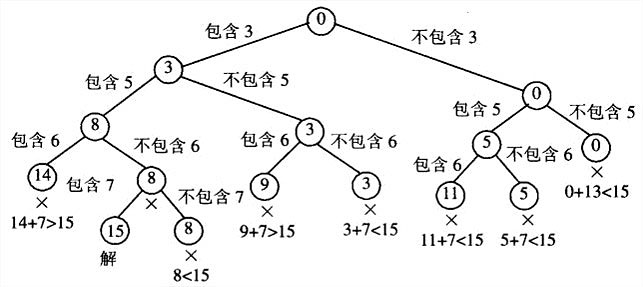 0
包含 3
不包含 3
3
包含 5
不包含 5
0
包含 5
不包含 5
8
3
5
0
包含 6
不包含 6
包含 6
不包含 6
包含 6
不包含 6
×
0+13<15
14
包含 7
8
不包含 7
9
3
11
5
×
×
×
×
×
×
14+7>15
15
8
9+7>15
3+7<15
11+7<15
5+7<15
解
×
8<15